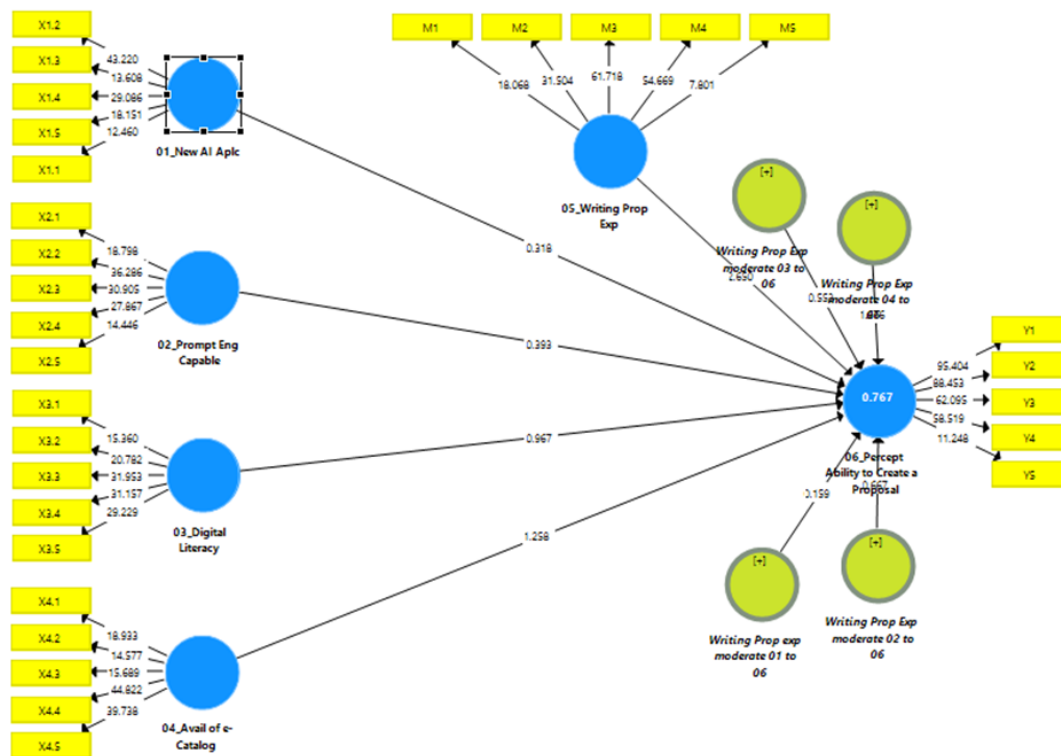 X1.2
X1.3
X1.4
X1.5
X1.1
43.220
13.608
29.086
18.151
12.460
01_New AI Aplc
X2.1
X2.2
X2.3
X2.4
X2.5
18.798
36.286
30.905
27.867
14.446
02_Prompt Eng
Capable
X3.1
X3.2
X3.3
X3.4
X3.5
15.360
20.782
31.953
31.157
29.229
03_Digital
Literacy
X4.1
X4.2
X4.3
X4.4
X4.5
18.933
14.577
15.689
44.822
39.738
04_Avail of e-
Catalog
M1
M2
M3
M4
M5
18.068
31.504
61.718
54.669
7.801
05_Writing Prop
Exp
0.318
0.393
0.967
1.258
[+]
Writing Prop Exp
moderate 03 to
06
[+]
Writing Prop Exp
moderate 04 to
0.767
06_Percept
Ability to Create a
Proposal
95.404
88.453
62.095
58.519
11.248
Y1
Y2
Y3
Y4
Y5
0.159
[+]
Writing Prop exp
moderate 01 to
06
[+]
Writing Prop Exp
moderate 02 to
06